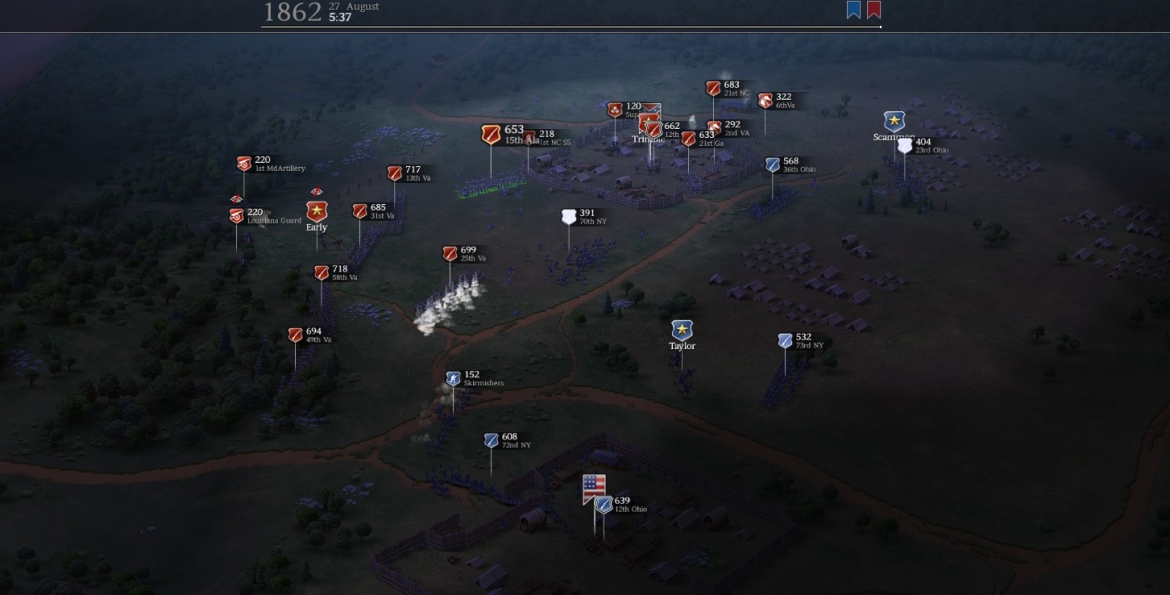 1862
27 August
5:37
683
21st NC
322
6thVa
120
653
15th Ala
218
1st NC SS
662
12th
633
21st Ga
292
2nd VA
Scammon
404
23rd Ohio
220
1st MdArtillery
717
13th Va
568
36th Ohio
220
Louisiana Guard
Early
685
31st Va
391
70th NY
699
25th Va
718
58th Va
694
49th Va
Taylor
532
73rd NY
152
Skirmishers
608
72nd NY
639
12th Ohio